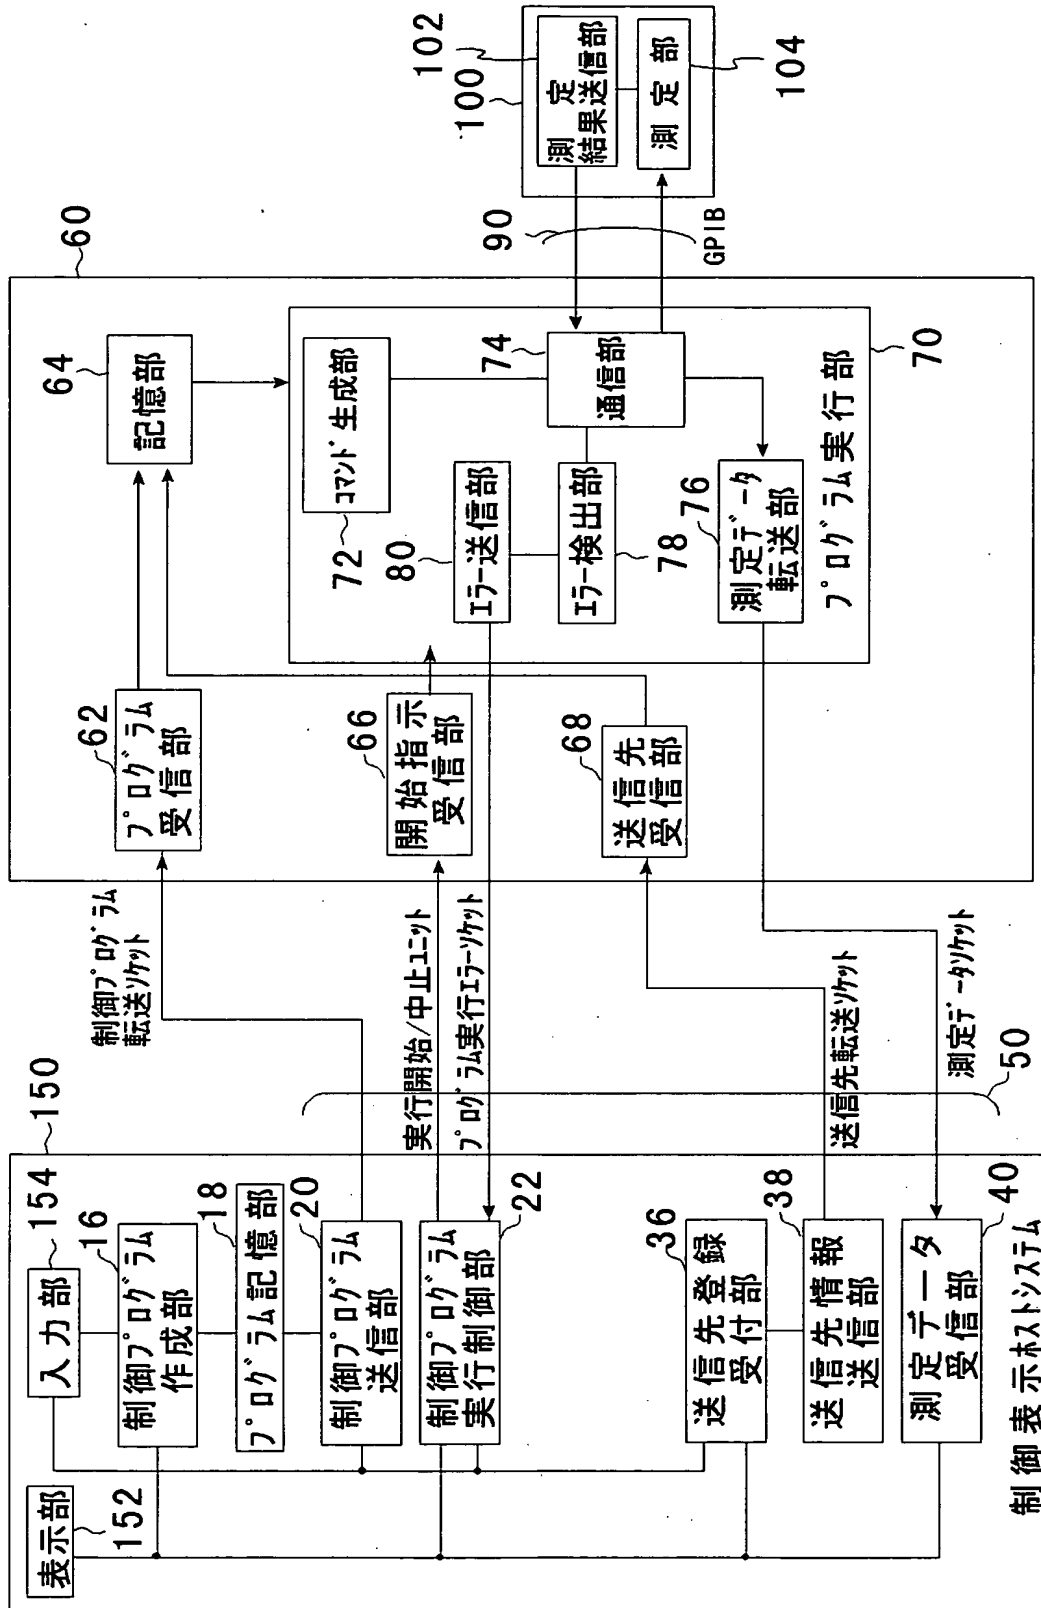 表示部
152
入力部
154
制御プログラム
作成部
16
プログラム記憶部
18
制御プログラム
送信部
20
制御プログラム
実行制御部
22
送信先登録
受付部
36
送信先情報
送信部
38
測定データ
受信部
40
制御表示ホストシステム
150
制御プログラム
転送ソケット
実行開始/中止ユニット
プログラム実行エラーソケット
送信先転送ソケット
測定データソケット
50
60
プログラム
受信部
62
記憶部
64
開始指示
受信部
66
送信先
受信部
68
コマンド生成部
72
エラー送信部
80
エラー検出部
78
通信部
74
測定データ
転送部
76
プログラム実行部
70
90
GPIB
100
測定
結果送信部
102
測定部
104